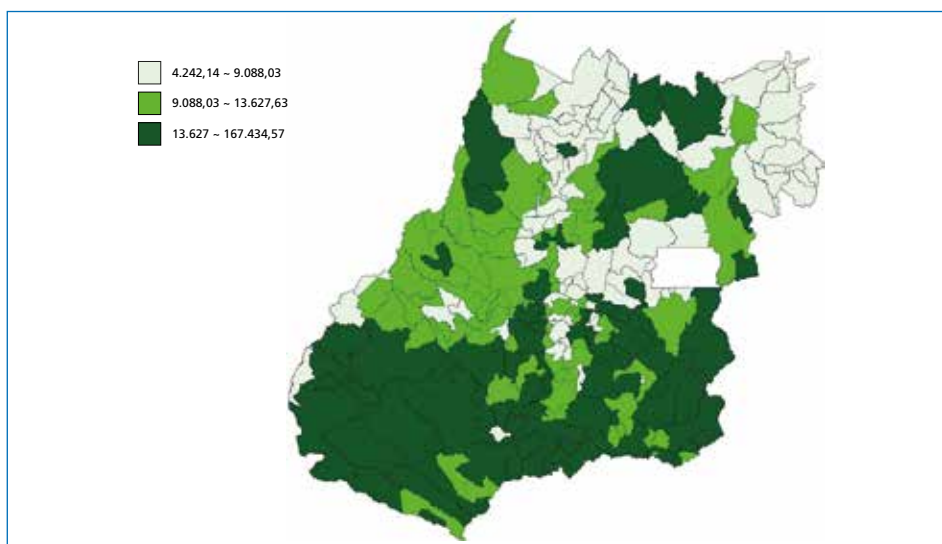 4.242,14 ~ 9.088,03
9.088,03 ~ 13.627,63
13.627 ~ 167.434,57